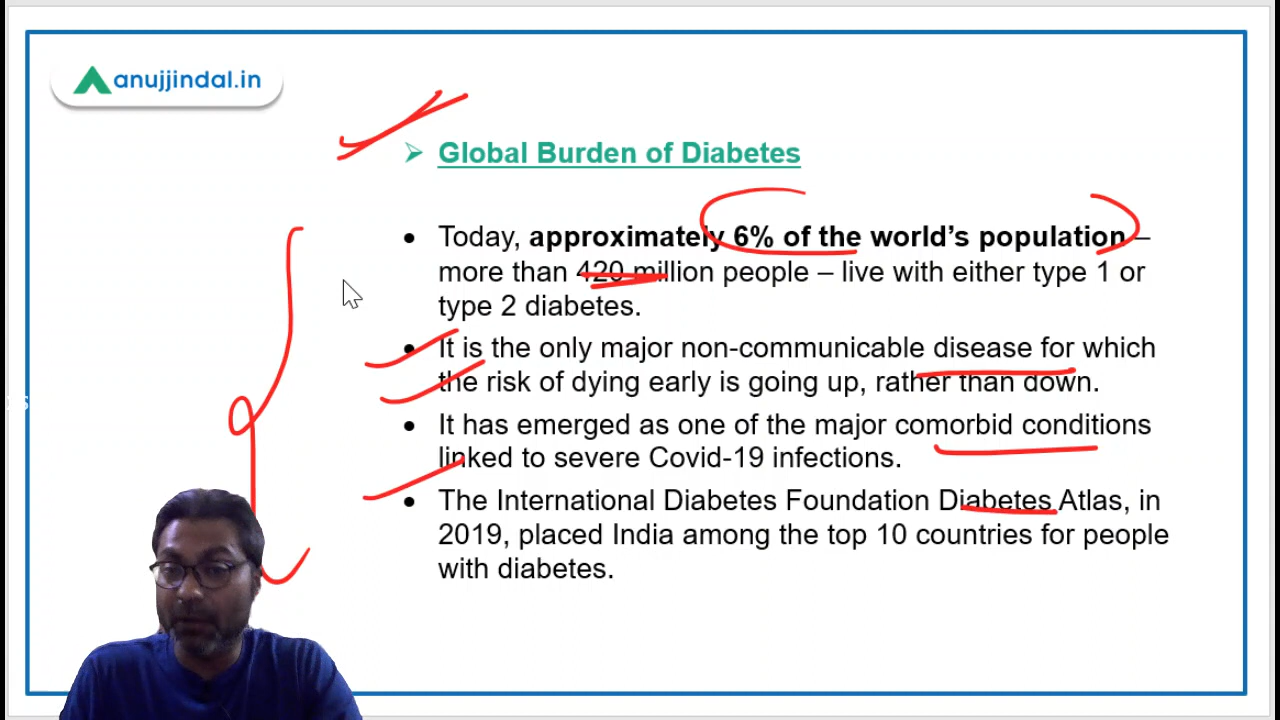 anujjindal.in
➢ Global Burden of Diabetes
• Today, approximately 6% of the world's population –
more than 420 million people – live with either type 1 or
type 2 diabetes.
• It is the only major non-communicable disease for which
the risk of dying early is going up, rather than down.
• It has emerged as one of the major comorbid conditions
linked to severe Covid-19 infections.
• The International Diabetes Foundation Diabetes Atlas, in
2019, placed India among the top 10 countries for people
with diabetes.